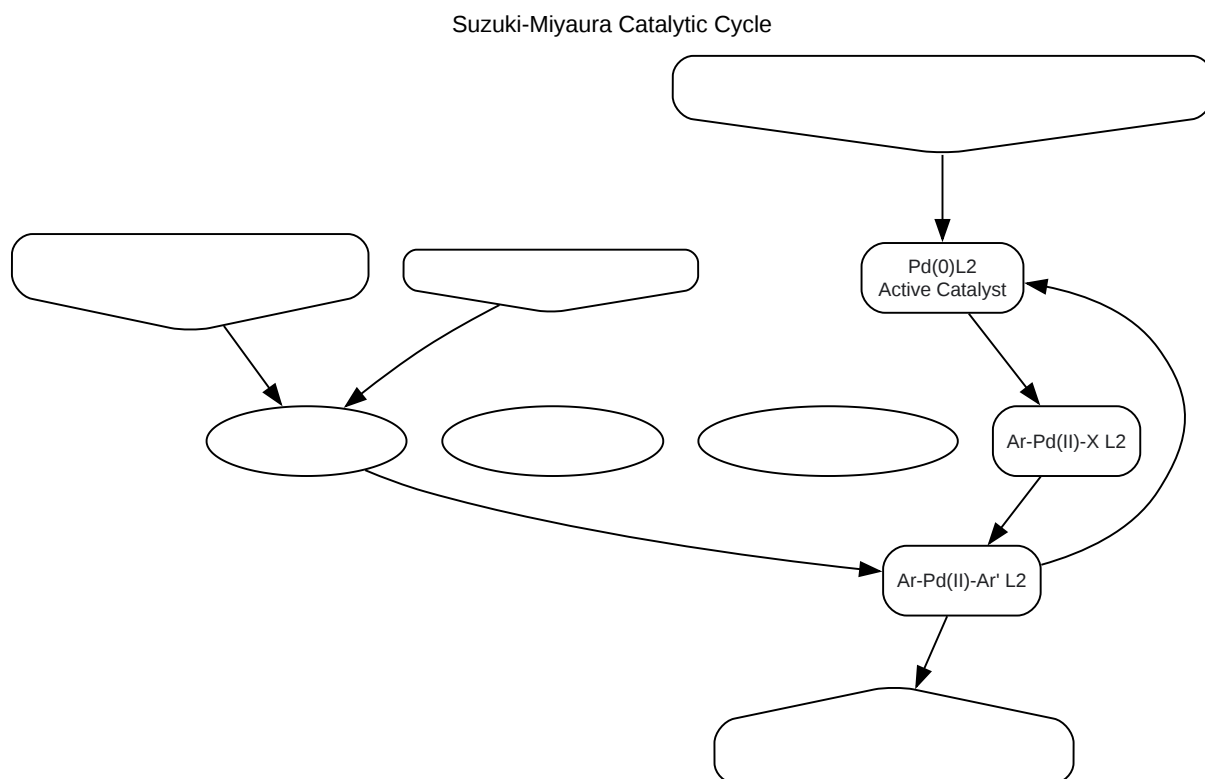 Suzuki-Miyaura Catalytic Cycle
Pd(0)L2
Active Catalyst
Ar-Pd(II)-X L2
Ar-Pd(II)-Ar' L2